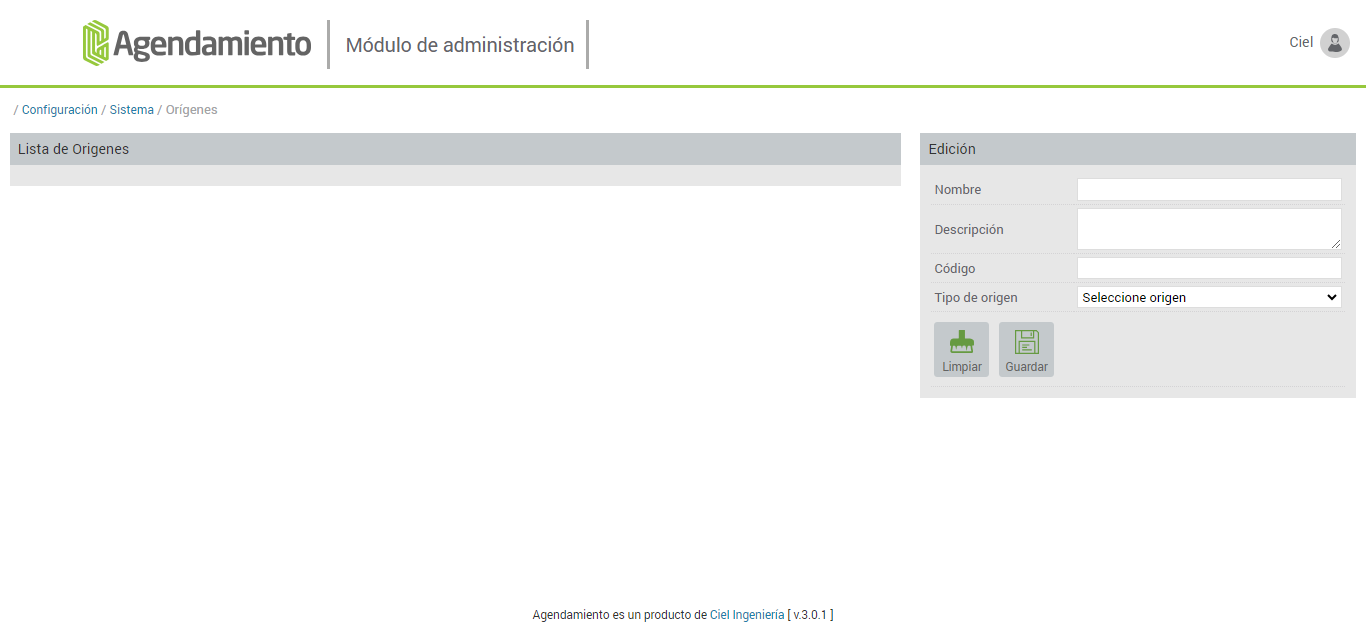 Agendamiento
Módulo de administración
Ciel
/ Configuración / Sistema / Orígenes
Lista de Origenes
Edición
Nombre
Descripción
Código
Tipo de origen
Seleccione origen
Limpiar
Guardar
Agendamiento es un producto de Ciel Ingeniería [ v.3.0.1 ]